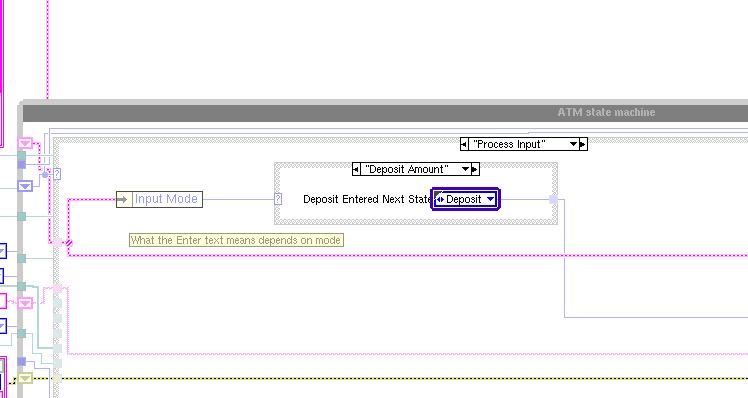 ATM state machine
"Process Input"
"Deposit Amount"
Input Mode
?
?
Deposit Entered Next State
Deposit
What the Enter text means depends on mode